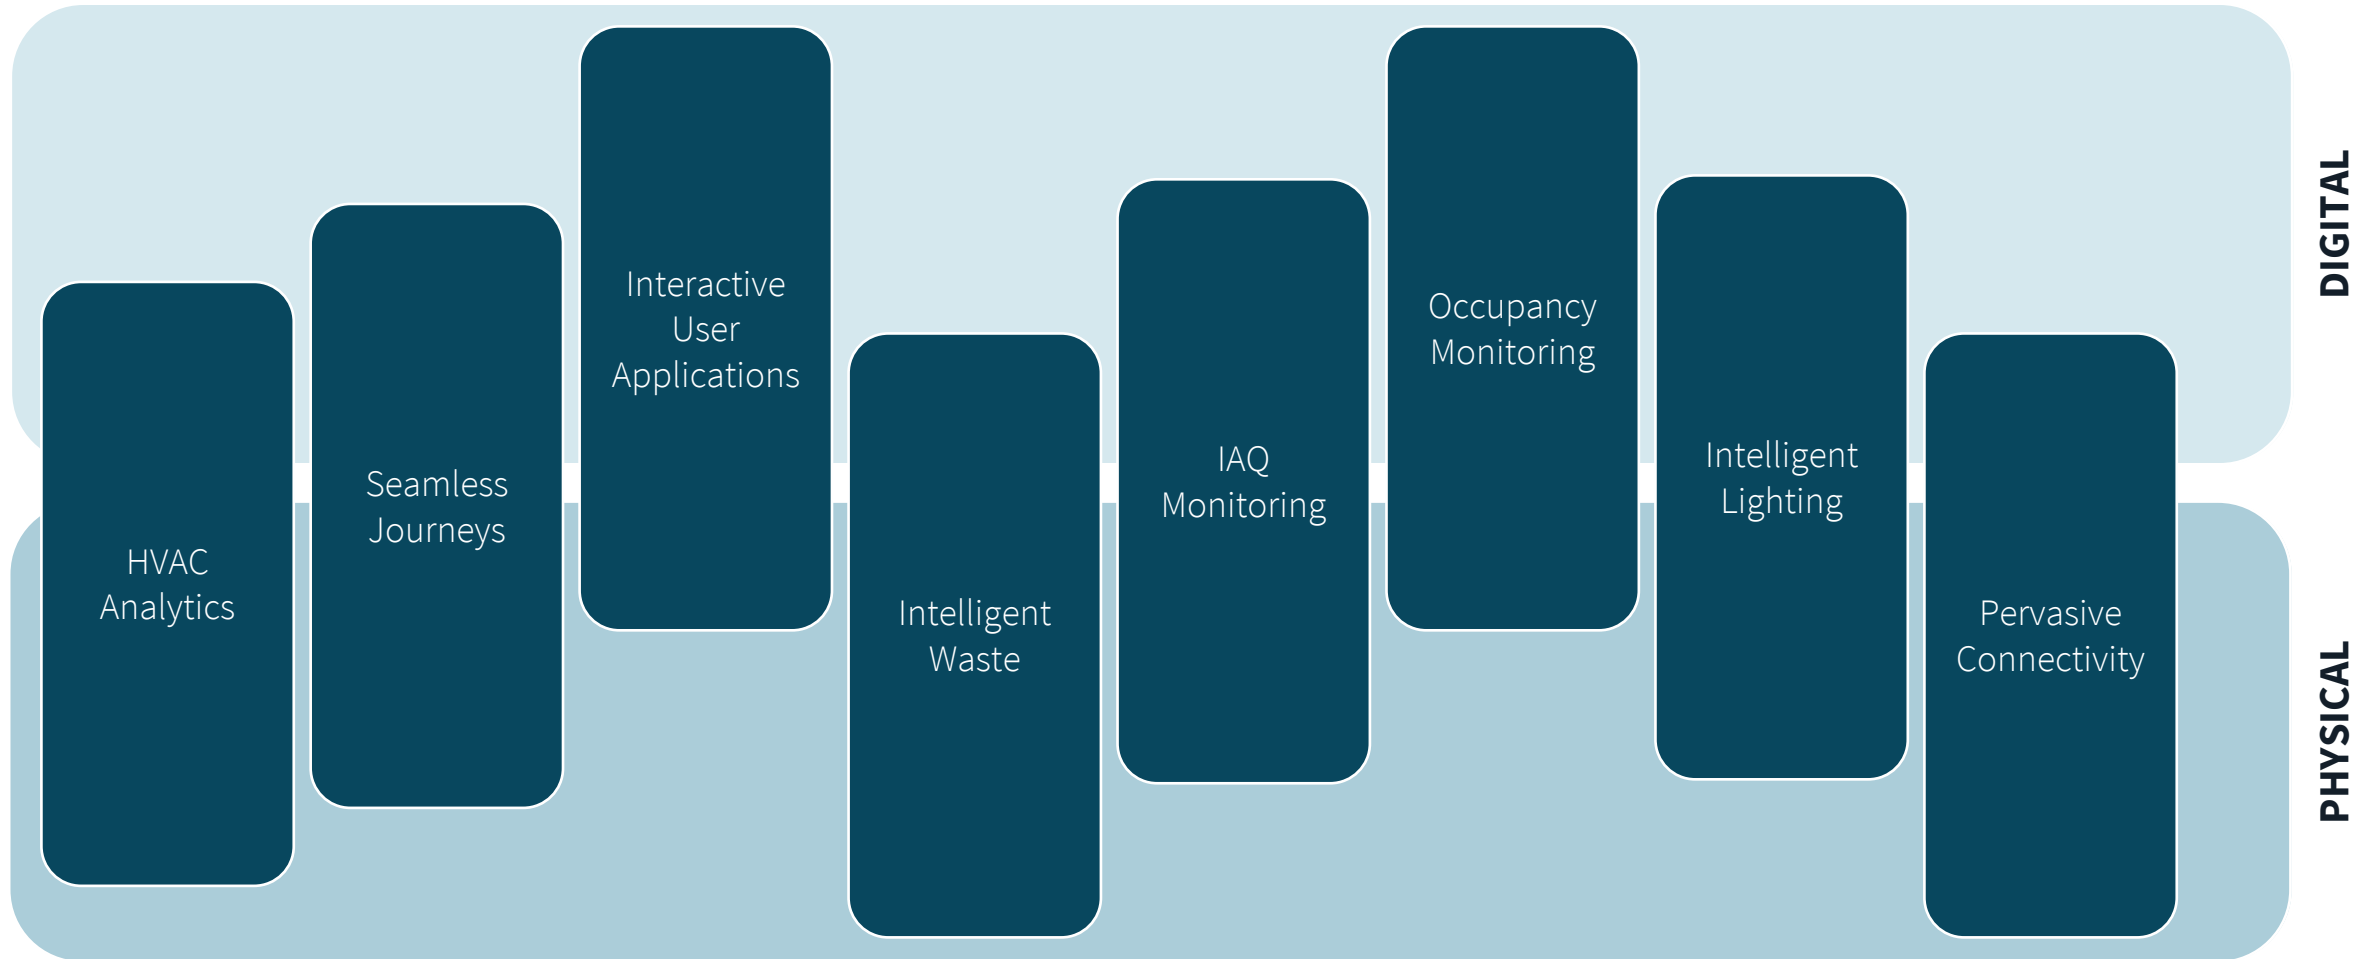 HVAC
Analytics
Seamless
Journeys
Interactive
User
Applications
Intelligent
Waste
IAQ
Monitoring
Occupancy
Monitoring
Intelligent
Lighting
Pervasive
Connectivity
DIGITAL
PHYSICAL